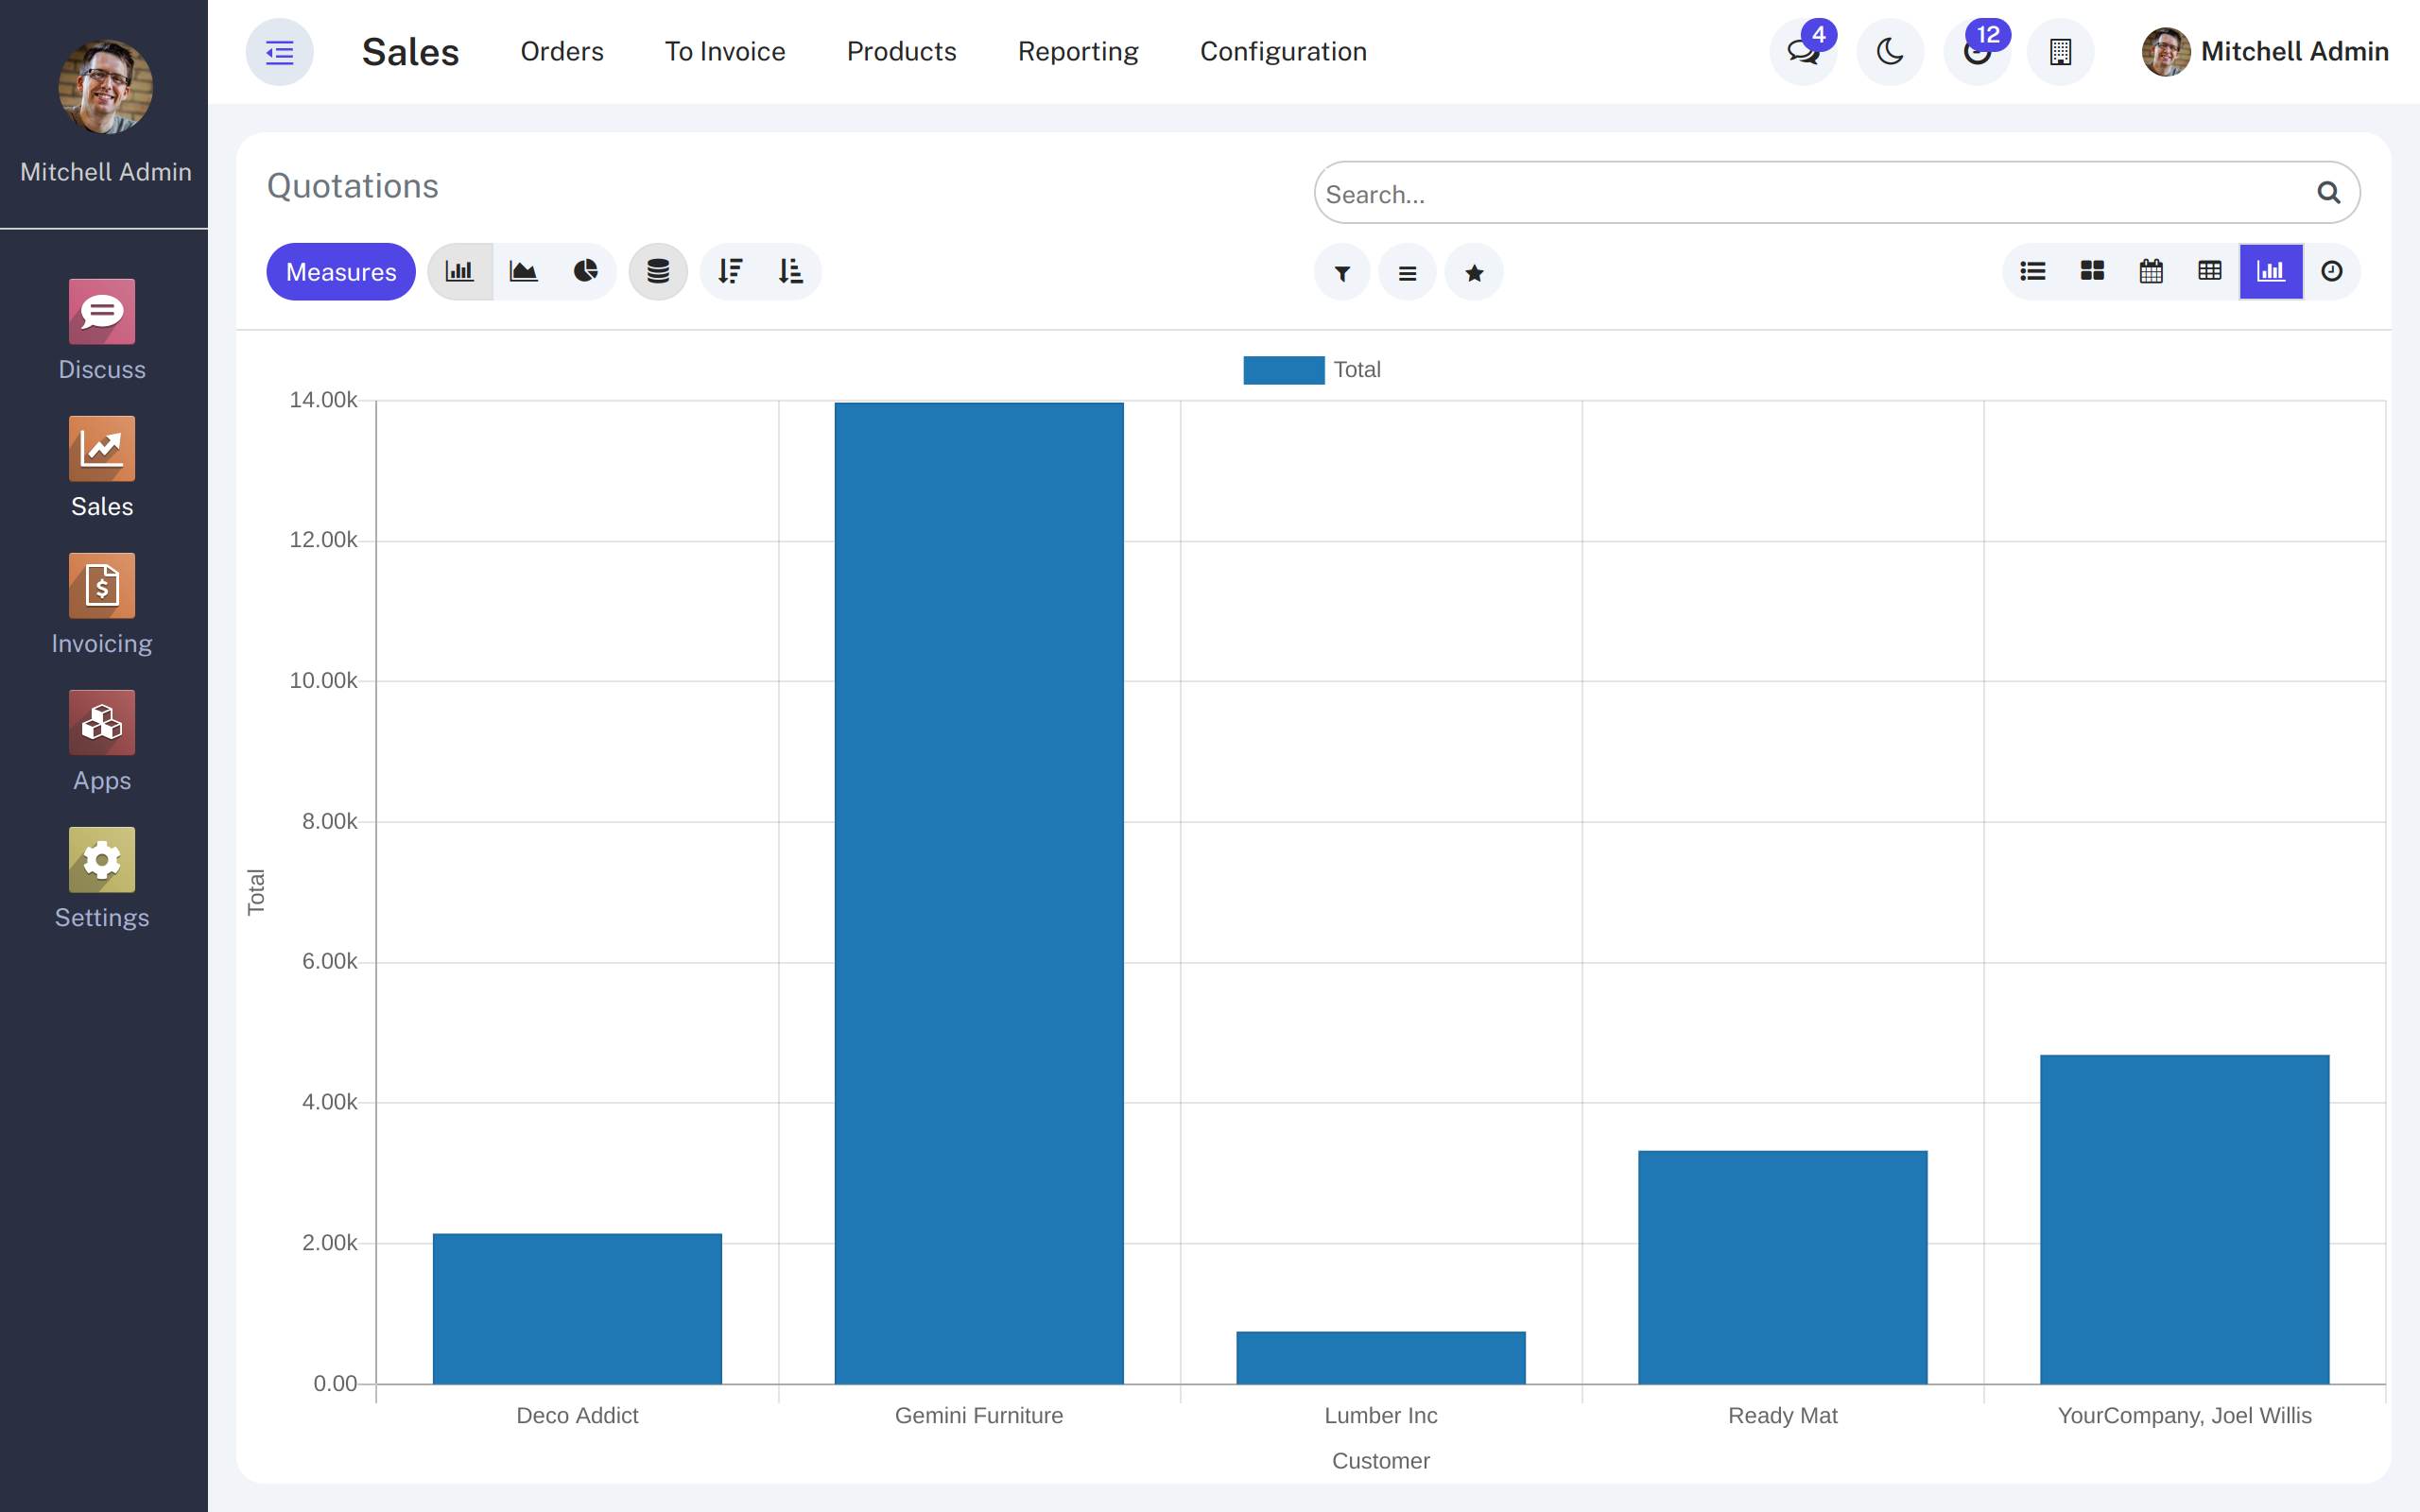 Mitchell Admin
Discuss
Sales
Invoicing
Apps
Settings
Sales Orders To Invoice Products Reporting Configuration 4 12 Mitchell Admin
Quotations
Search...
Measures
Total
14.00k
12.00k
10.00k
8.00k
6.00k
4.00k
2.00k
0.00
Total
Deco Addict Gemini Furniture Lumber Inc Ready Mat YourCompany, Joel Willis
Customer